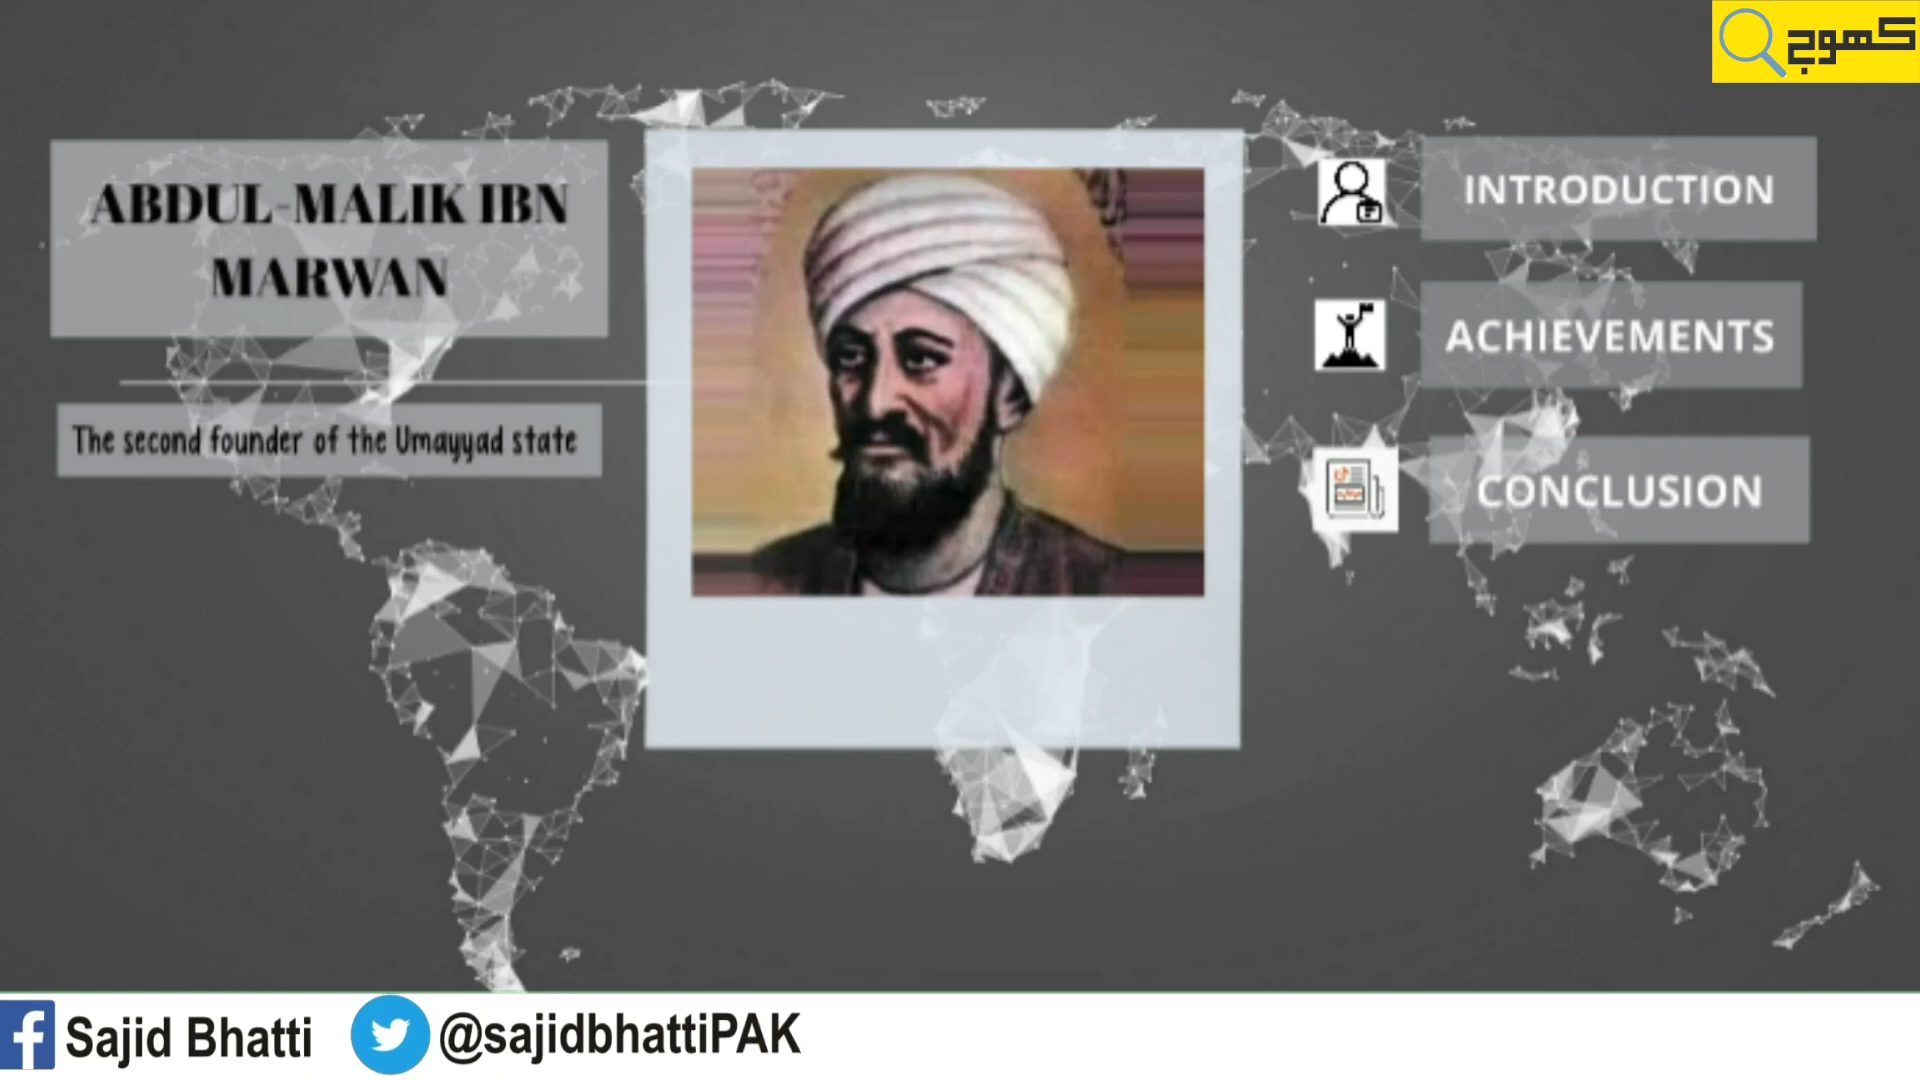 کھوج
ABDUL-MALIK IBN
MARWAN
The second founder of the Umayyad state
INTRODUCTION
ACHIEVEMENTS
CONCLUSION
Sajid Bhatti
@sajidbhattiPAK